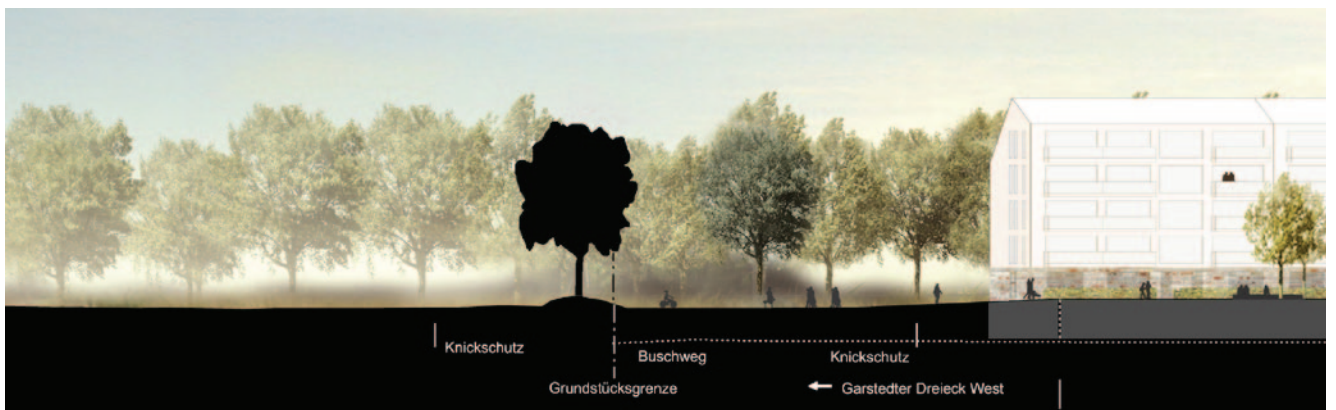 Knickschutz
Buschweg
Knickschutz
Grundstücksgrenze
Garstedter Dreieck West